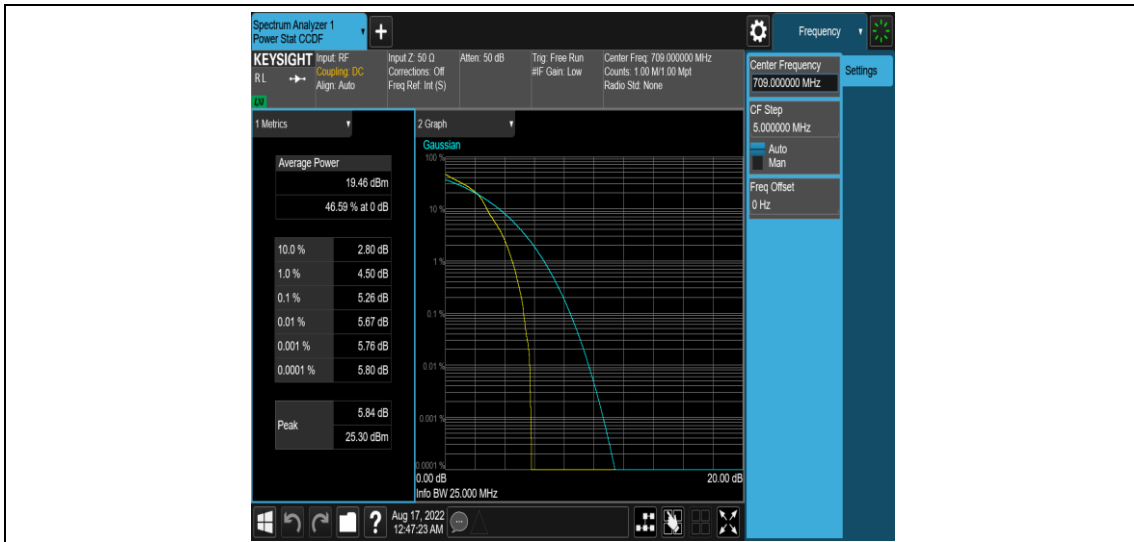 Spectrum Analyzer 1
Power Stat CCDF
+
Frequency
KEYSIGHT
RL
LNI
Input: RF
Coupling: DC
Align: Auto
Input Z: 50 Ω
Corrections: Off
Freq Ref: Int (S)
Atten: 50 dB
Trig: Free Run
#IF Gain: Low
Center Freq: 709.000000 MHz
Counts: 1.00 M/1.00 Mpt
Radio Std: None
Center Frequency
709.000000 MHz
Settings
CF Step
5.000000 MHz
Auto
Man
Freq Offset
0 Hz
1 Metrics
Average Power
19.46 dBm
46.59 % at 0 dB
10.0 % 2.80 dB
1.0 % 4.50 dB
0.1 % 5.26 dB
0.01 % 5.67 dB
0.001 % 5.76 dB
0.0001 % 5.80 dB
Peak
5.84 dB
25.30 dBm
2 Graph
Gaussian
100 %
10 %
1 %
0.1 %
0.01 %
0.001 %
0.0001 %
0.00 dB 20.00 dB
Info BW 25.000 MHz
?
Aug 17, 2022
12:47:23 AM